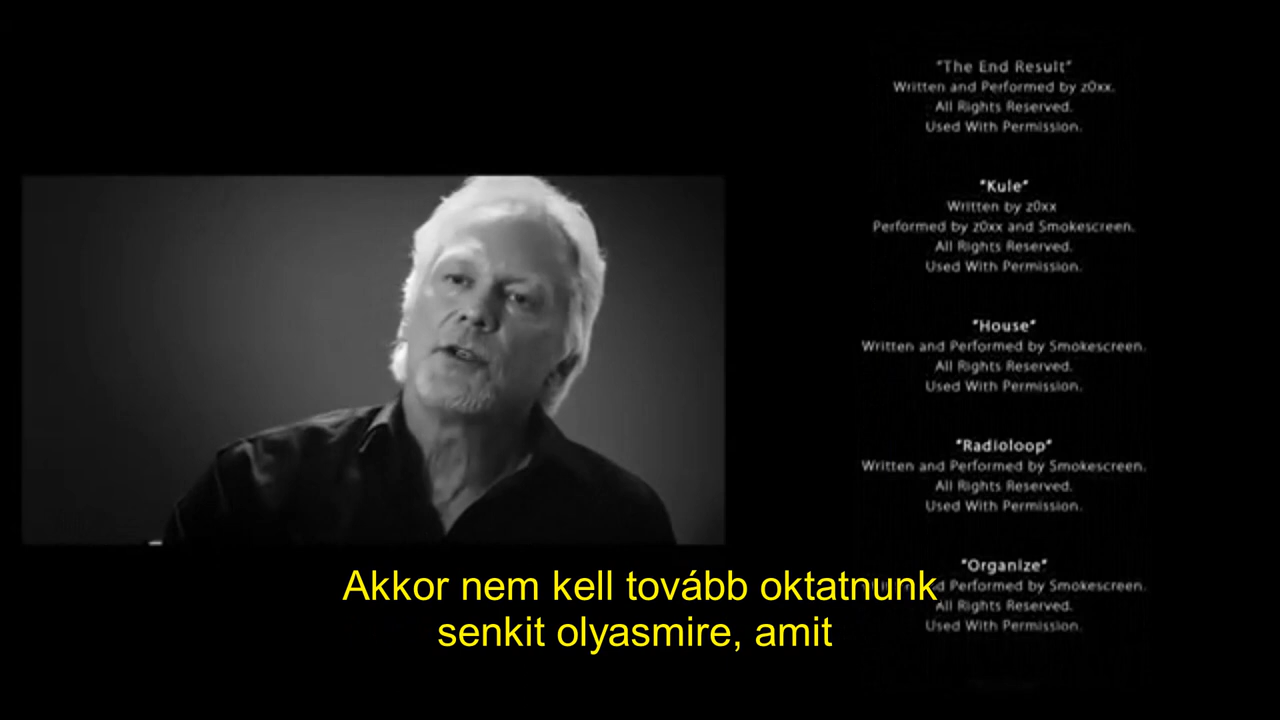 "The End Result"
Written and Performed by z0xx.
All Rights Reserved.
Used With Permission.
"Kule"
Written by z0xx
Performed by z0xx and Smokescreen.
All Rights Reserved.
Used With Permission.
"House"
Written and Performed by Smokescreen.
All Rights Reserved.
Used With Permission.
"Radioloop"
Written and Performed by Smokescreen.
All Rights Reserved.
Used With Permission.
"Organize"
Performed by Smokescreen.
All Rights Reserved.
Used With Permission.
Akkor nem kell tovább oktatnunk
senkit olyasmire, amit